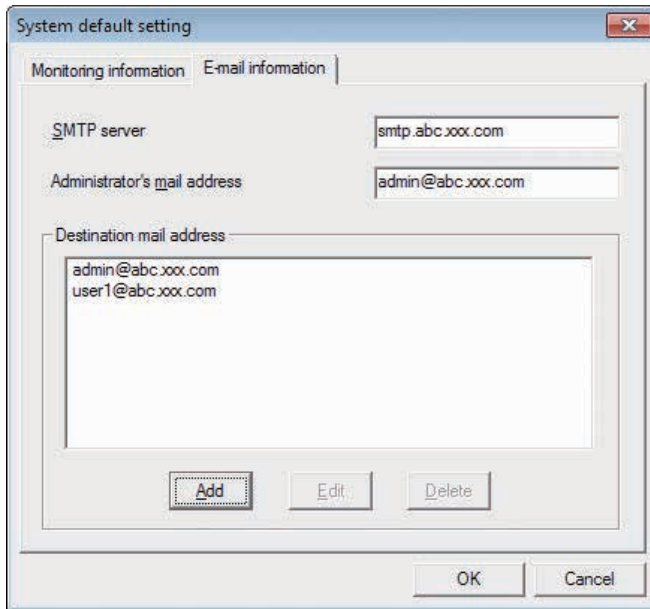 System default setting
Monitoring information E-mail information
SMTP server smtp.abc.xxx.com
Administrator's mail address admin@abc.xxx.com
Destination mail address
admin@abc.xxx.com
user1@abc.xxx.com
Add Edit Delete
OK Cancel